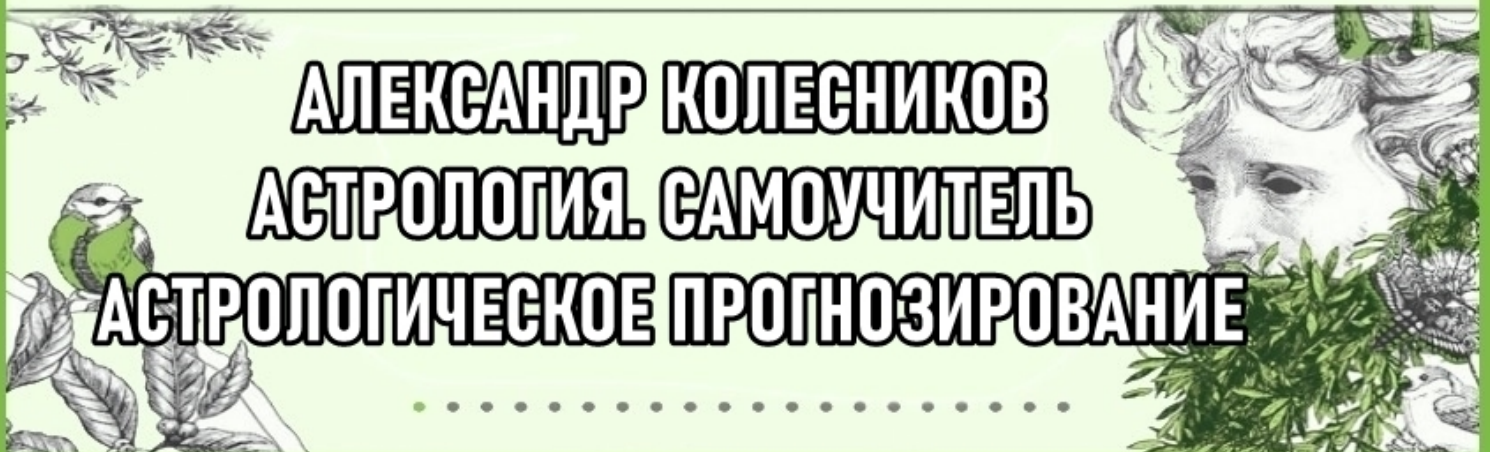 АЛЕКСАНДР КОЛЕСНИКОВ
АСТРОЛОГИЯ. САМОУЧИТЕЛЬ
АСТРОЛОГИЧЕСКОЕ ПРОГНОЗИРОВАНИЕ